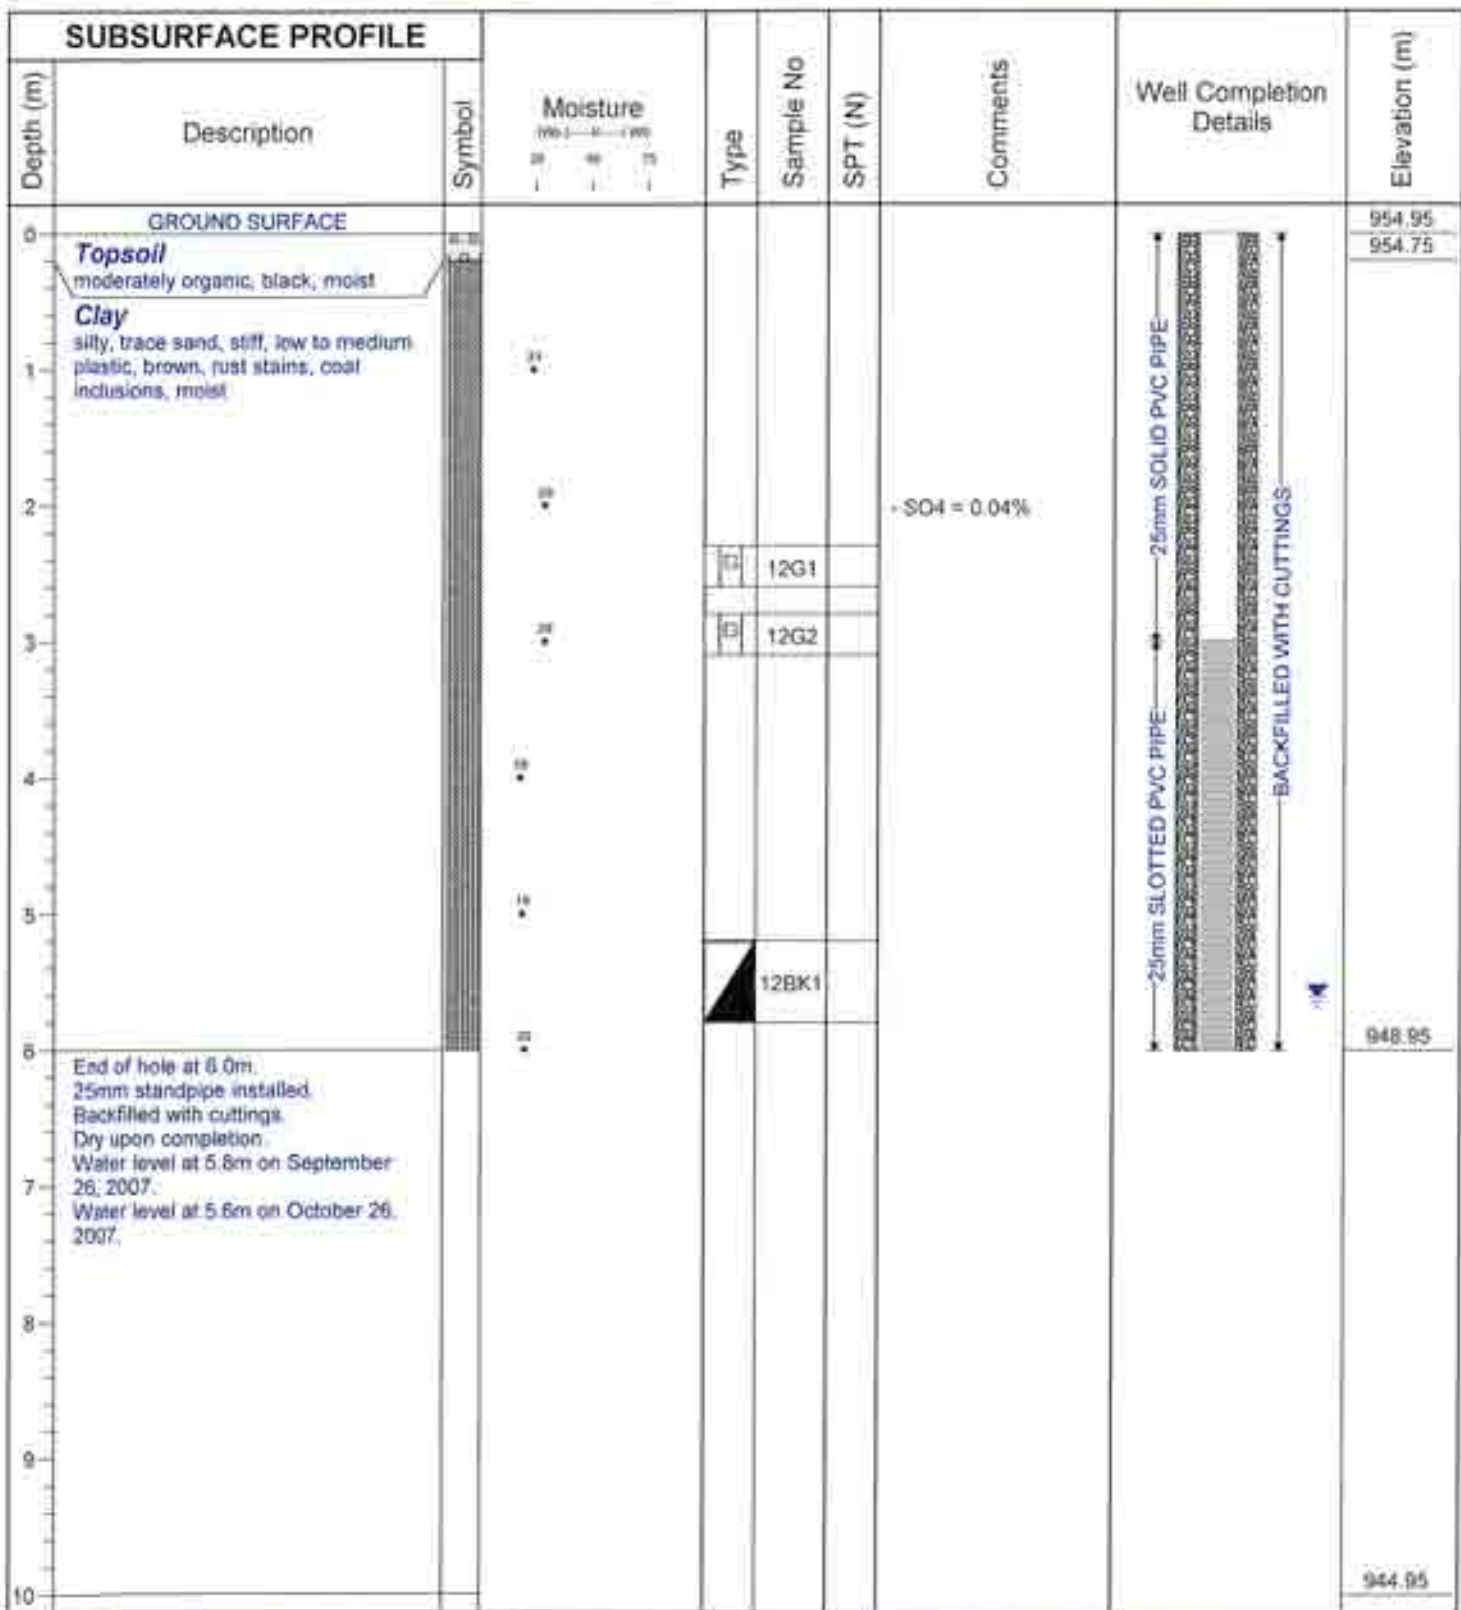 SUBSURFACE PROFILE
Depth (m)
Description
Symbol
Moisture
Type
Sample No
SPT (N)
Comments
Well Completion
Details
Elevation (m)
GROUND SURFACE
954.95
0
Topsoil
954.75
moderately organic, black, moist
Clay
silty, trace sand, stiff, low to medium
plastic, brown, rust stains, coal
inclusions, moist
1
2
- SO4 = 0.04%
12G1
12G2
3
25mm SOLID PVC PIPE
BACKFILLED WITH CUTTINGS
25mm SLOTTED PVC PIPE
4
5
12BK1
6
948.95
End of hole at 6.0m.
25mm standpipe installed.
Backfilled with cuttings.
Dry upon completion.
Water level at 5.8m on September
26, 2007.
Water level at 5.6m on October 26,
2007.
7
8
9
10
944.95